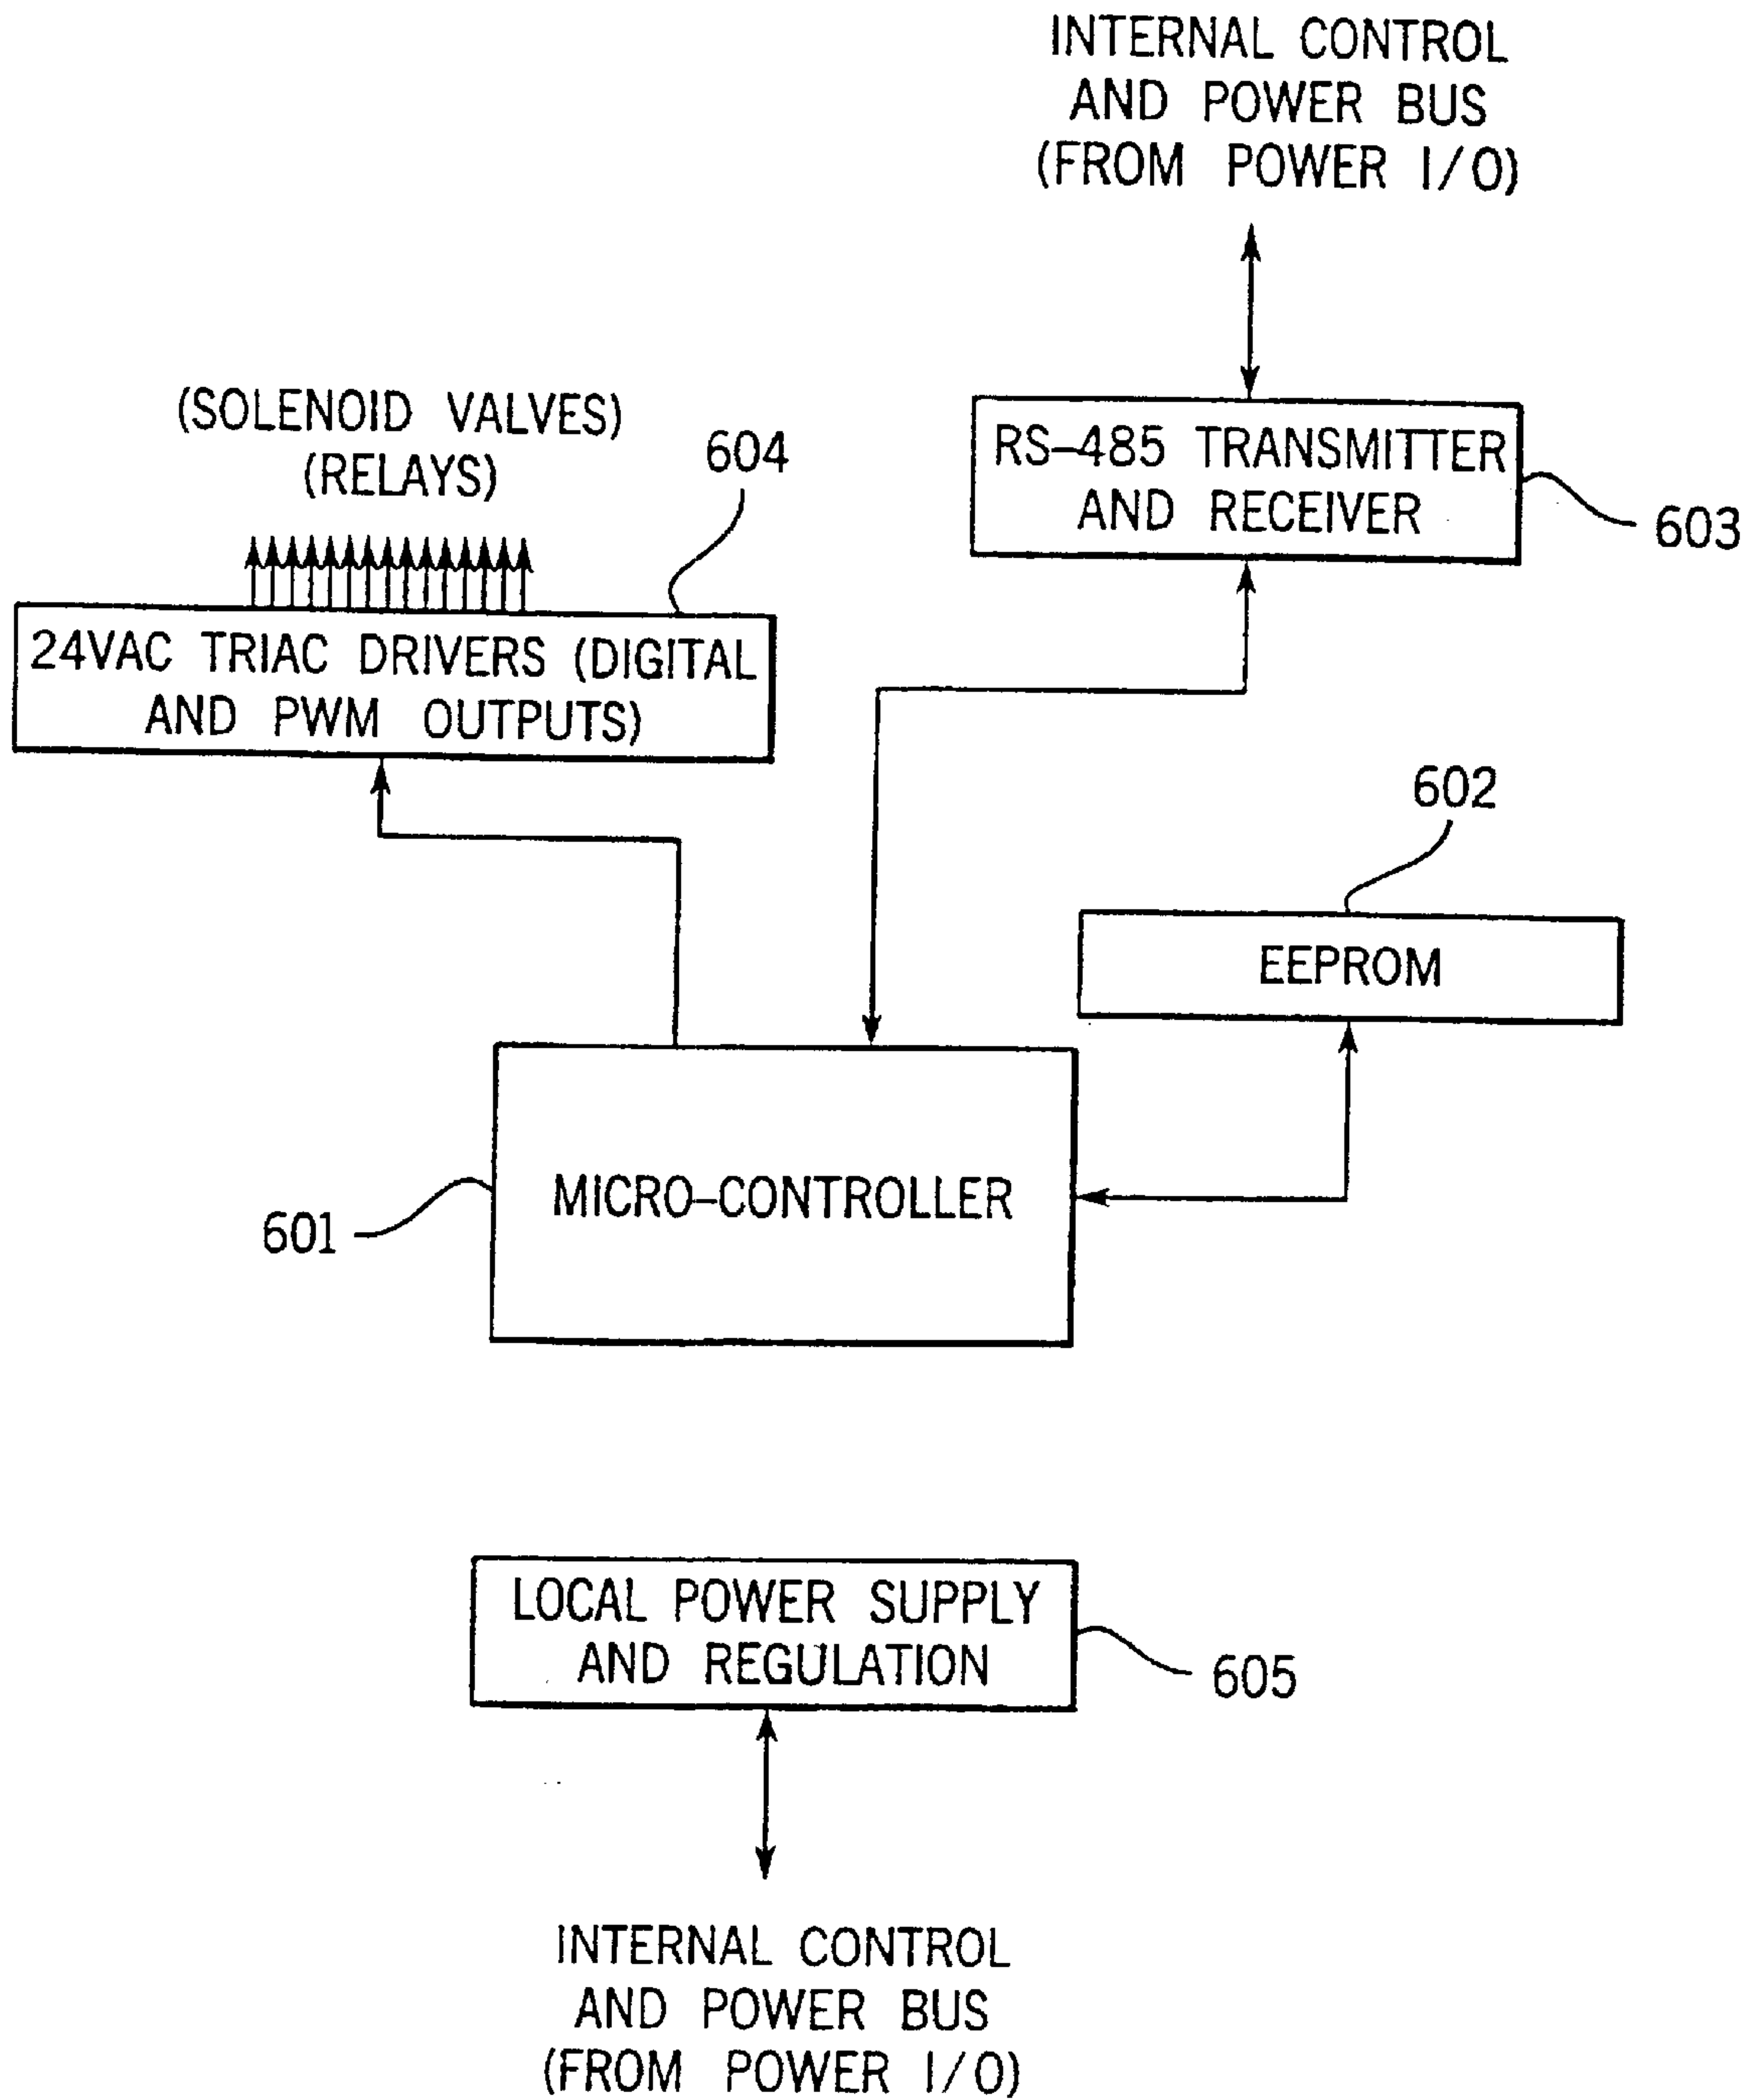 INTERNAL CONTROL
AND POWER BUS
(FROM POWER I/O)
(SOLENOID VALVES)
(RELAYS)
604
RS-485 TRANSMITTER
AND RECEIVER
603
24VAC TRIAC DRIVERS (DIGITAL
AND PWM OUTPUTS)
602
EEPROM
MICRO-CONTROLLER
601
LOCAL POWER SUPPLY
AND REGULATION
605
INTERNAL CONTROL
AND POWER BUS
(FROM POWER I/O)